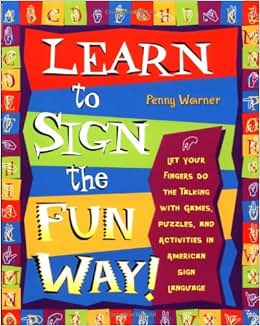 LEARN
to
SIGN
the
FUN
WAY!
Penny Warner
LET YOUR
FINGERS DO
THE TALKING
WITH GAMES,
PUZZLES, AND
ACTIVITIES IN
AMERICAN
SIGN
LANGUAGE